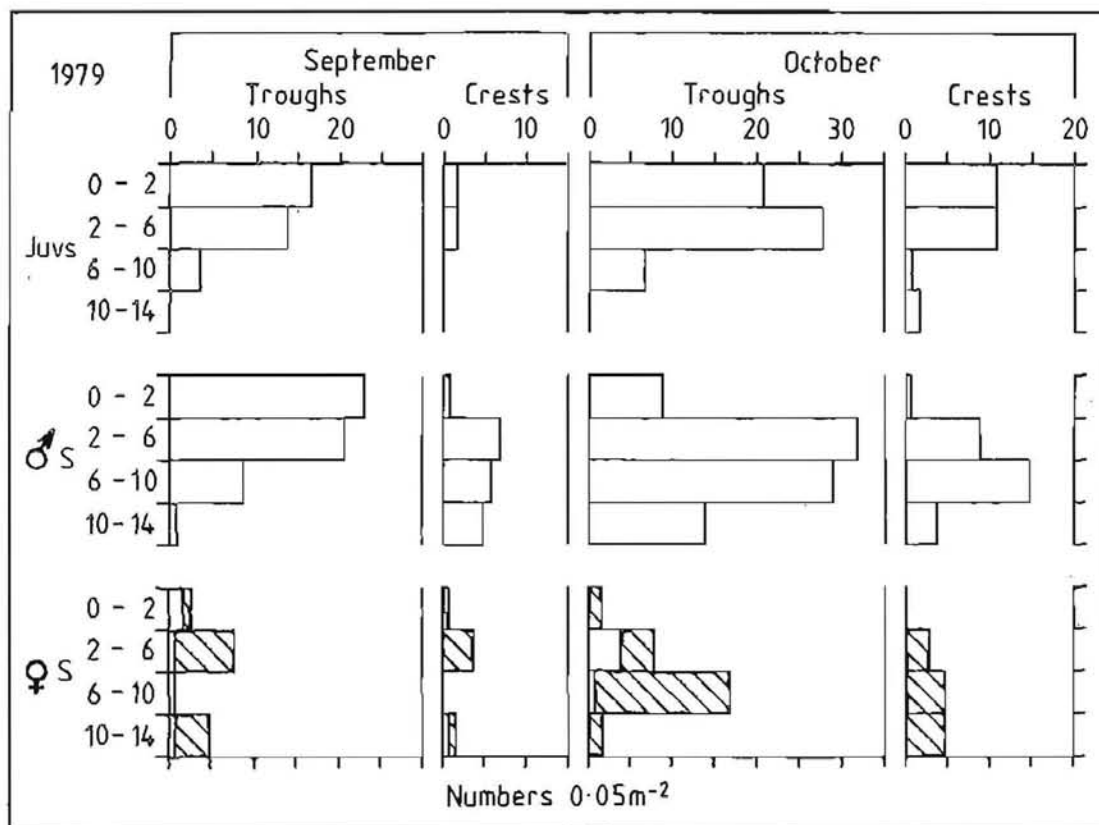 1979
September October
Troughs Crests Troughs Crests
0 10 20 0 10 0 10 20 30 0 10 20
0 - 2
2 - 6
Juvs
6 - 10
10-14
0 - 2
2 - 6
♂ S
6 - 10
10-14
0 - 2
2 - 6
♀ S
6 - 10
10-14
Numbers 0·05m⁻²